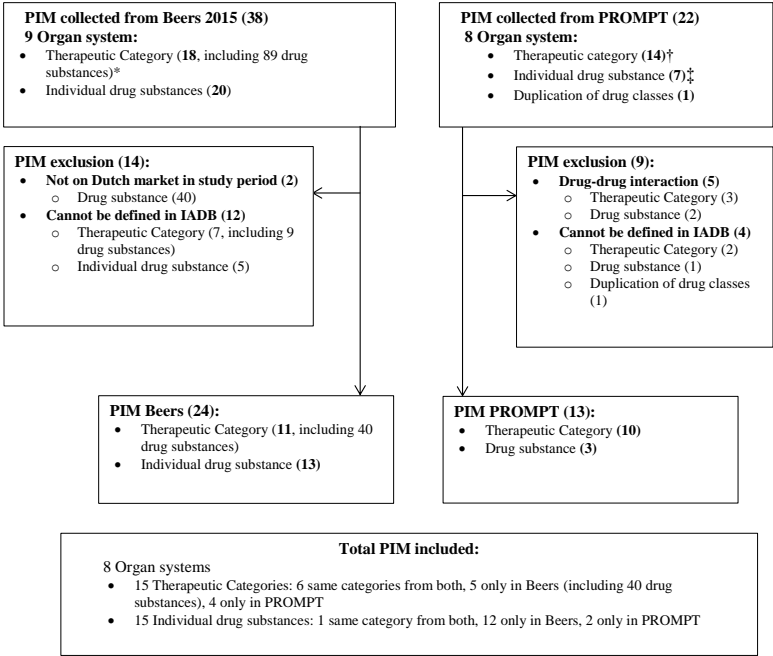 PIM collected from Beers 2015 (38)
9 Organ system:
• Therapeutic Category (18, including 89 drug
substances)*
• Individual drug substances (20)
PIM collected from PROMPT (22)
8 Organ system:
• Therapeutic category (14)†
• Individual drug substance (7)‡
• Duplication of drug classes (1)
PIM exclusion (14):
• Not on Dutch market in study period (2)
o Drug substance (40)
• Cannot be defined in IADB (12)
o Therapeutic Category (7, including 9
drug substances)
o Individual drug substance (5)
PIM exclusion (9):
• Drug-drug interaction (5)
o Therapeutic Category (3)
o Drug substance (2)
• Cannot be defined in IADB (4)
o Therapeutic Category (2)
o Drug substance (1)
o Duplication of drug classes
(1)
PIM Beers (24):
• Therapeutic Category (11, including 40
drug substances)
• Individual drug substance (13)
PIM PROMPT (13):
• Therapeutic Category (10)
• Drug substance (3)
Total PIM included:
8 Organ systems
• 15 Therapeutic Categories: 6 same categories from both, 5 only in Beers (including 40 drug
substances), 4 only in PROMPT
• 15 Individual drug substances: 1 same category from both, 12 only in Beers, 2 only in PROMPT